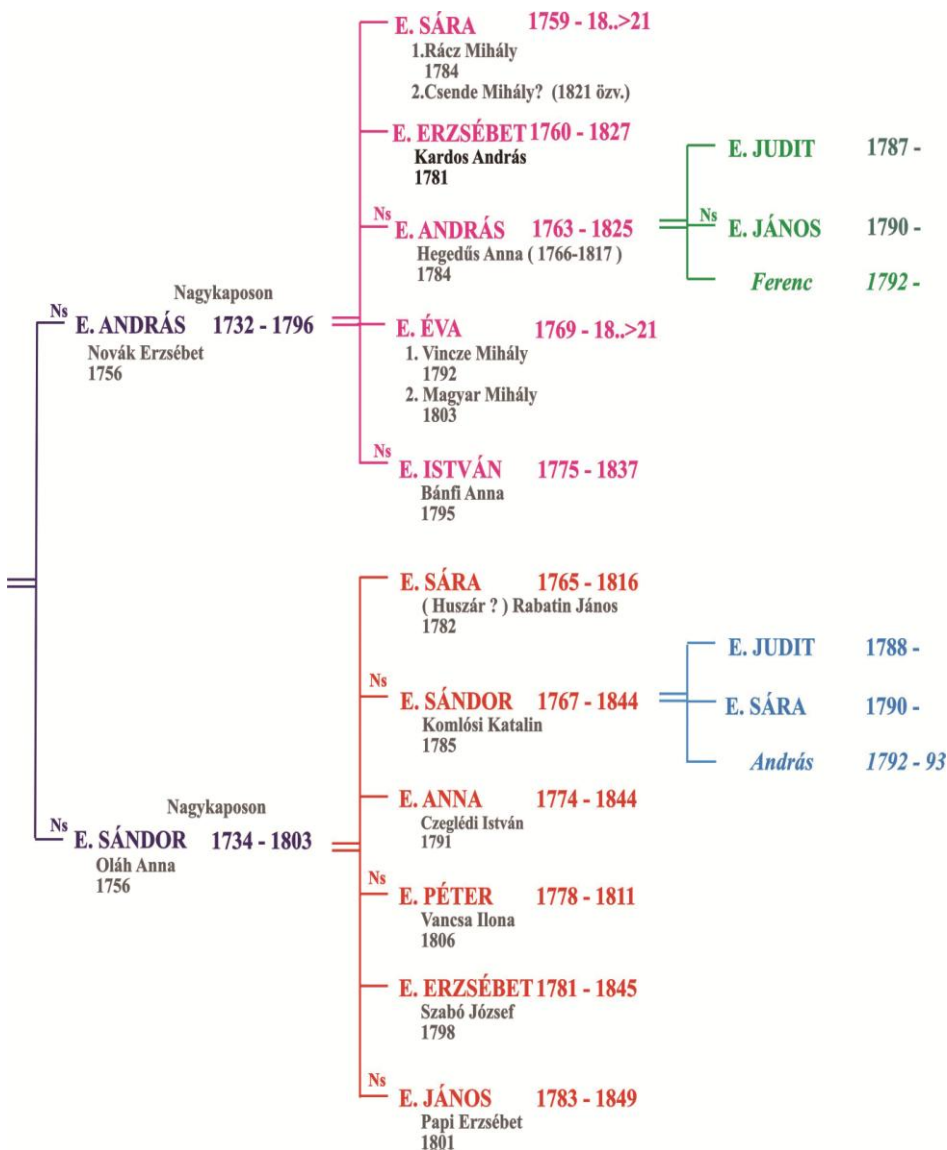 E. SÁRA 1759 - 18..>21
1.Rácz Mihály
1784
2.Csende Mihály? (1821 özv.)
E. ERZSÉBET 1760 - 1827
Kardos András
1781
Ns
E. ANDRÁS 1763 - 1825
Hegedűs Anna ( 1766-1817 )
1784
E. JUDIT 1787 -
Ns
E. JÁNOS 1790 -
Ferenc 1792 -
Nagykaposon
Ns
E. ANDRÁS 1732 - 1796
Novák Erzsébet
1756
E. ÉVA 1769 - 18..>21
1. Vincze Mihály
1792
2. Magyar Mihály
1803
Ns
E. ISTVÁN 1775 - 1837
Bánfi Anna
1795
E. SÁRA 1765 - 1816
( Huszár ? ) Rabatin János
1782
Ns
E. SÁNDOR 1767 - 1844
Komlósi Katalin
1785
E. JUDIT 1788 -
E. SÁRA 1790 -
András 1792 - 93
E. ANNA 1774 - 1844
Czeglédi István
1791
Nagykaposon
Ns
E. SÁNDOR 1734 - 1803
Oláh Anna
1756
Ns
E. PÉTER 1778 - 1811
Vancsa Ilona
1806
E. ERZSÉBET 1781 - 1845
Szabó József
1798
Ns
E. JÁNOS 1783 - 1849
Papi Erzsébet
1801